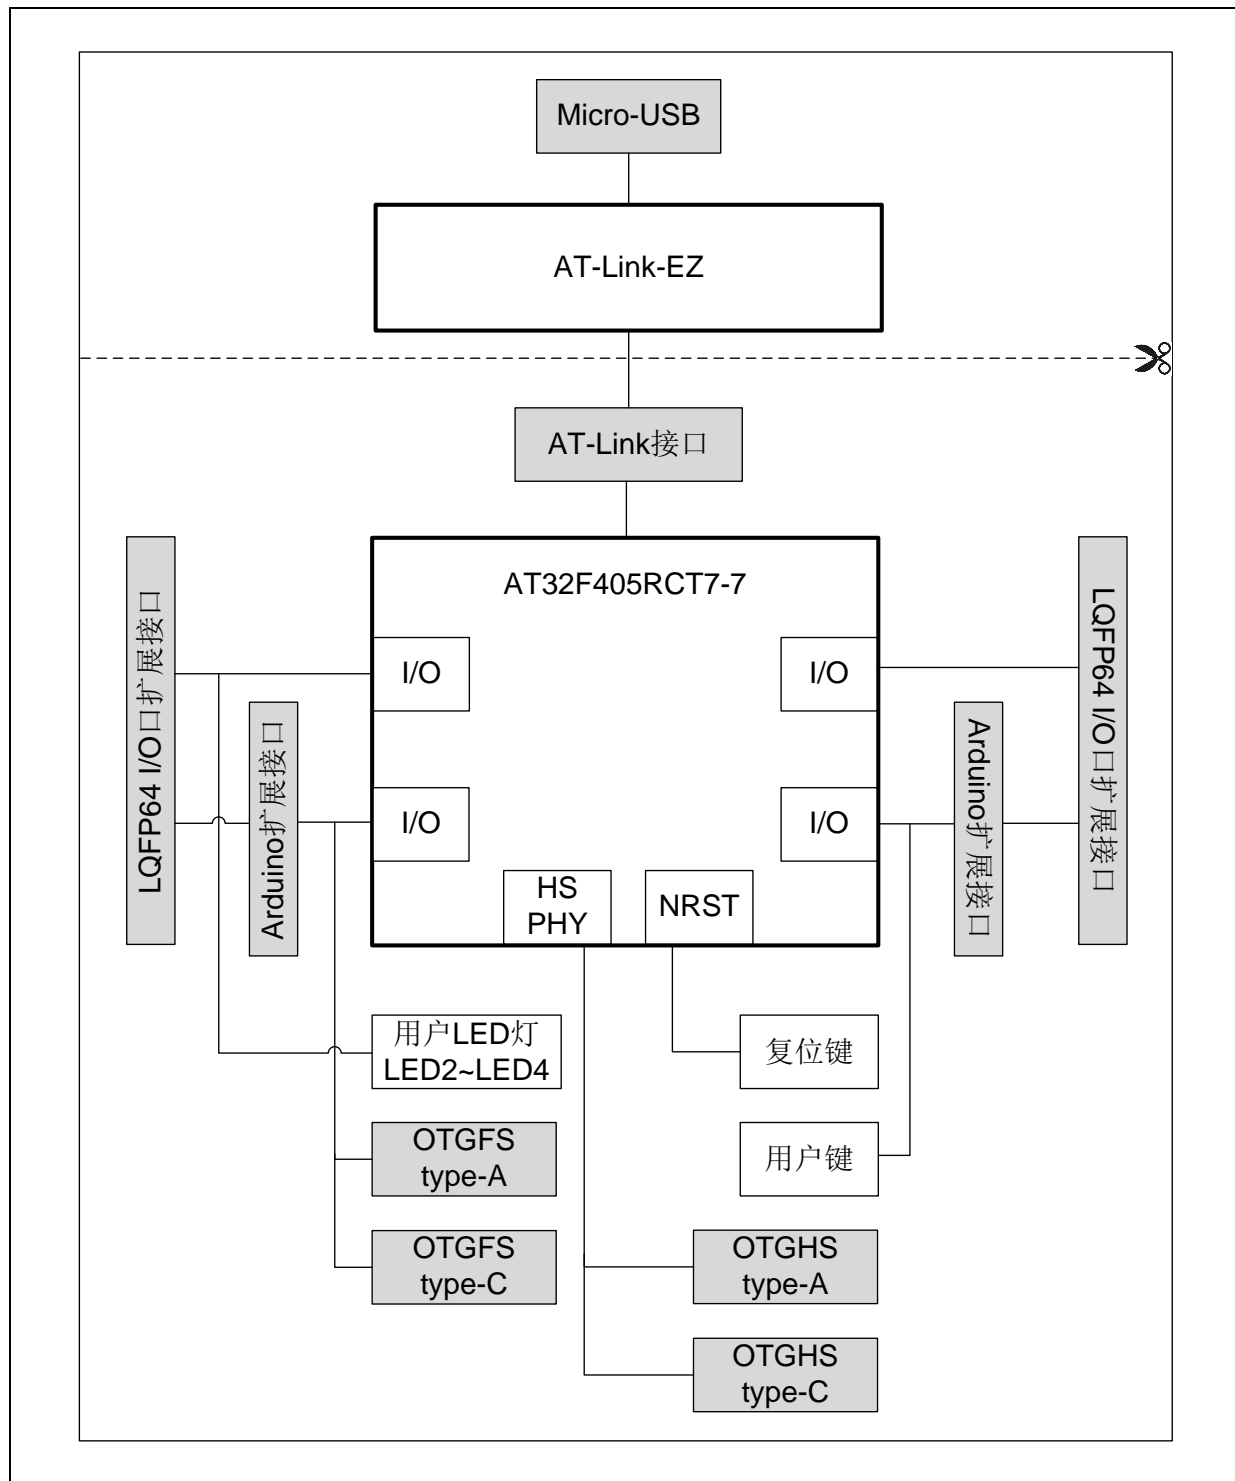 Micro-USB
AT-Link-EZ
AT-Link接口
AT32F405RCT7-7
LQFP64 I/O口扩展接口
Arduino扩展接口
I/O
I/O
I/O
I/O
Arduino扩展接口
LQFP64 I/O口扩展接口
HS
PHY
NRST
用户LED灯
LED2~LED4
复位键
OTGFS
type-A
用户键
OTGFS
type-C
OTGHS
type-A
OTGHS
type-C